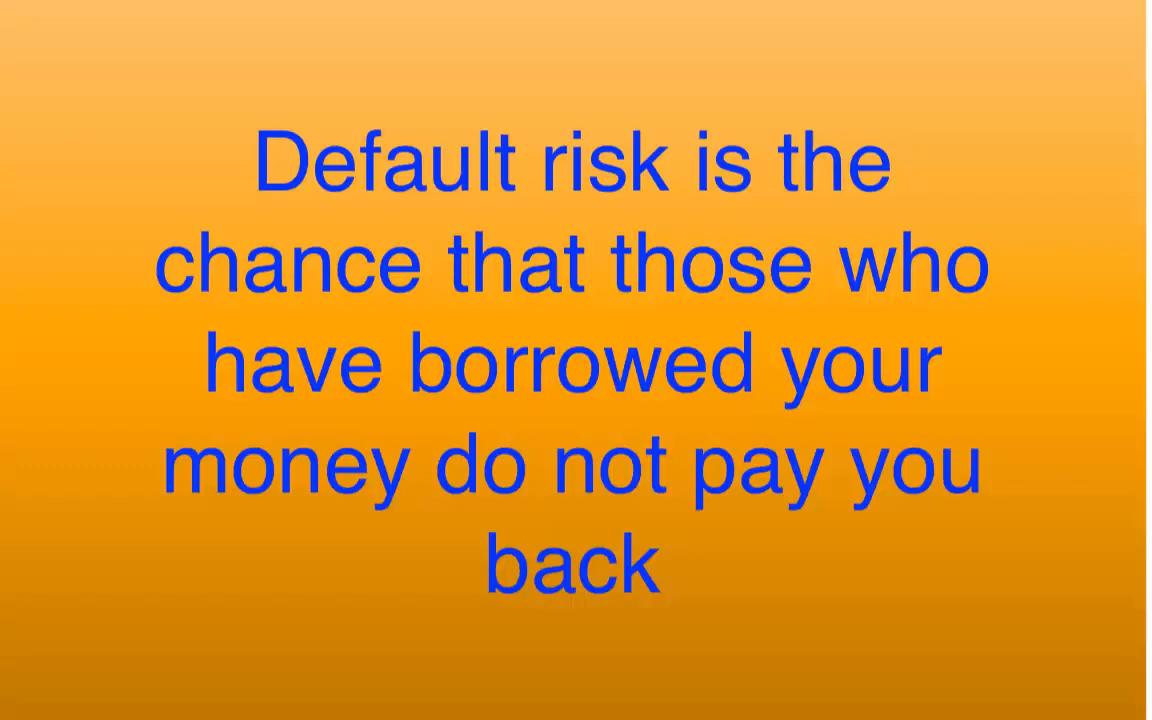 Default risk is the
chance that those who
have borrowed your
money do not pay you
back